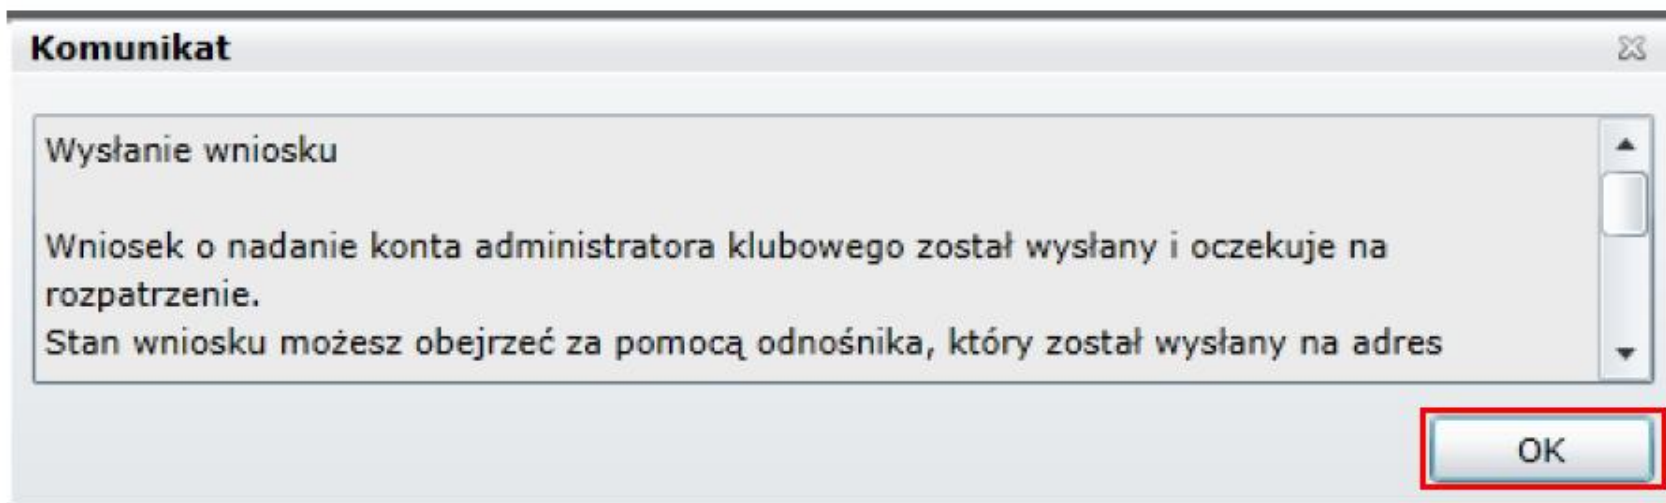 Komunikat
Wysłanie wniosku
Wniosek o nadanie konta administratora klubowego został wysłany i oczekuje na
rozpatrzenie.
Stan wniosku możesz obejrzeć za pomocą odnośnika, który został wysłany na adres
OK